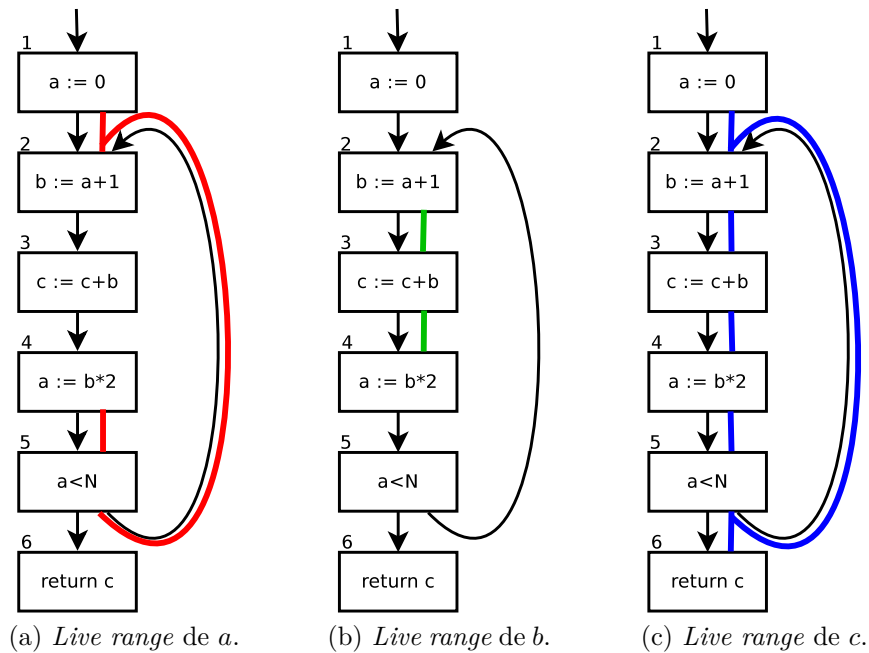 1
a := 0
2
b := a+1
3
c := c+b
4
a := b*2
5
a<N
6
return c
(a) Live range de a.
1
a := 0
2
b := a+1
3
c := c+b
4
a := b*2
5
a<N
6
return c
(b) Live range de b.
1
a := 0
2
b := a+1
3
c := c+b
4
a := b*2
5
a<N
6
return c
(c) Live range de c.